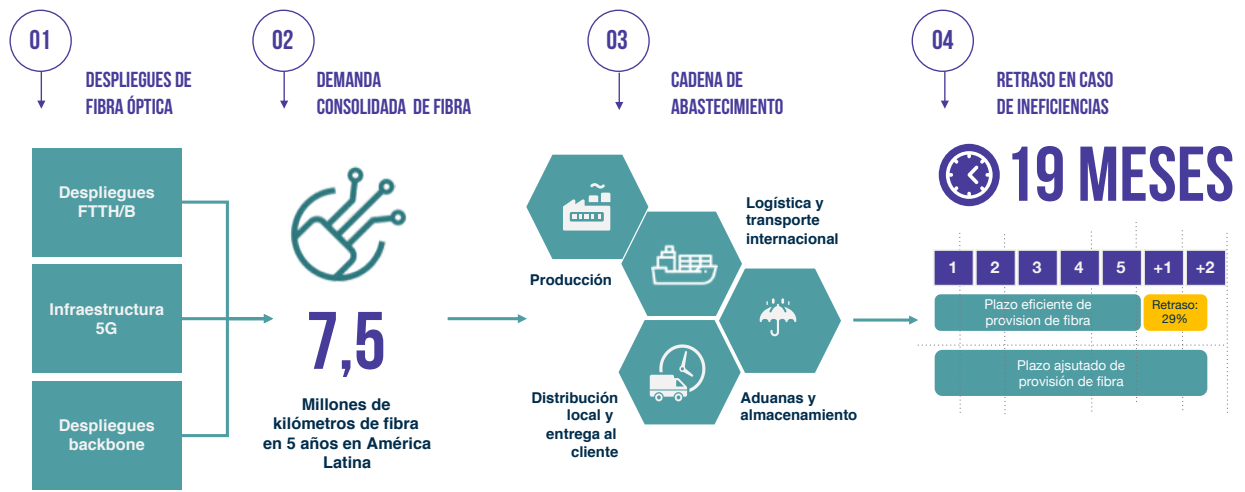 01
DESPLIEGUES DE
FIBRA ÓPTICA
Despliegues
FTTH/B
Infraestructura
5G
Despliegues
backbone
02
DEMANDA
CONSOLIDADA DE FIBRA
7,5
Millones de
kilómetros de fibra
en 5 años en América
Latina
03
CADENA DE
ABASTECIMIENTO
Producción
Logística y
transporte
internacional
Aduanas y
almacenamiento
Distribución
local y
entrega al
cliente
04
RETRASO EN CASO
DE INEFICIENCIAS
19 MESES
1 2 3 4 5 +1 +2
Plazo eficiente de
provision de fibra
Retraso:
29%
Plazo ajsutado de
provisión de fibra